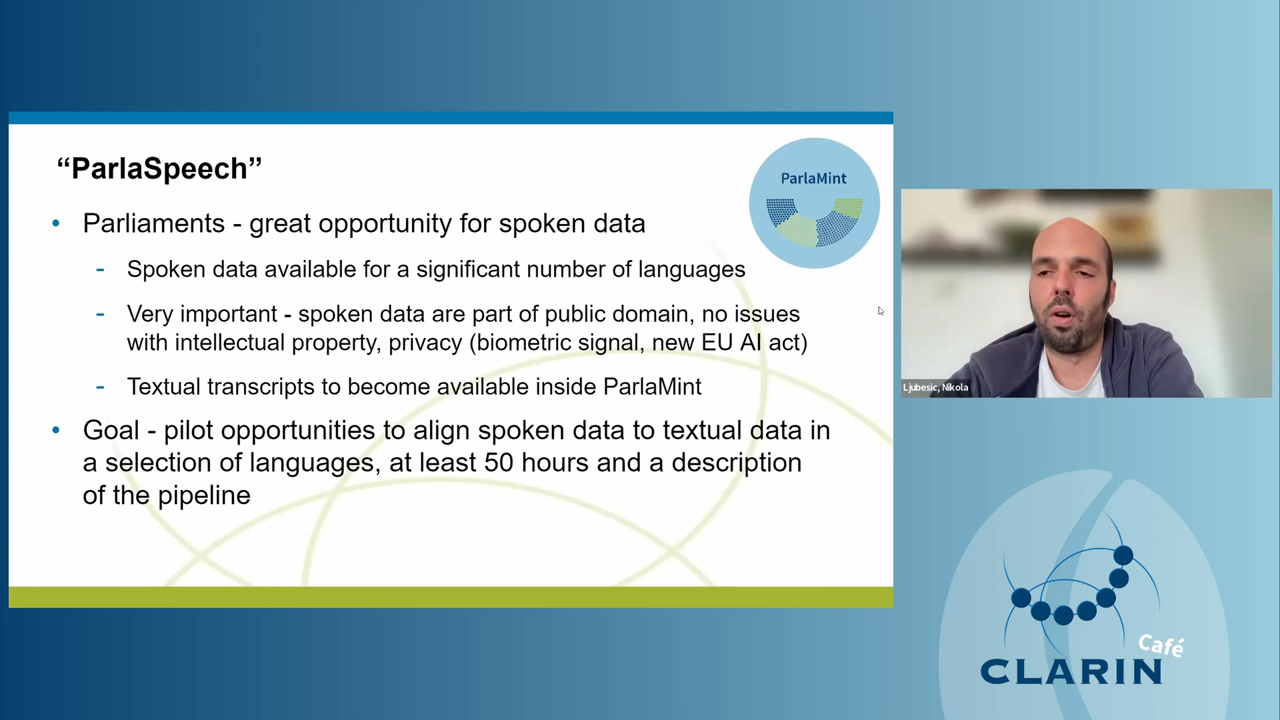 “ParlaSpeech”
ParlaMint
• Parliaments - great opportunity for spoken data
- Spoken data available for a significant number of languages
- Very important - spoken data are part of public domain, no issues
with intellectual property, privacy (biometric signal, new EU AI act)
- Textual transcripts to become available inside ParlaMint
• Goal - pilot opportunities to align spoken data to textual data in
a selection of languages, at least 50 hours and a description
of the pipeline
Ljubesic, Nikola
Café
CLARIN